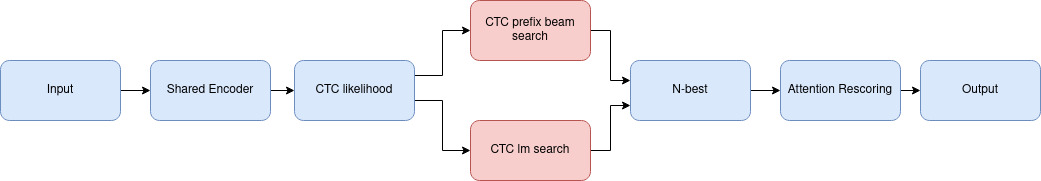 Input
Shared Encoder
CTC likelihood
CTC prefix beam
search
CTC lm search
N-best
Attention Rescoring
Output